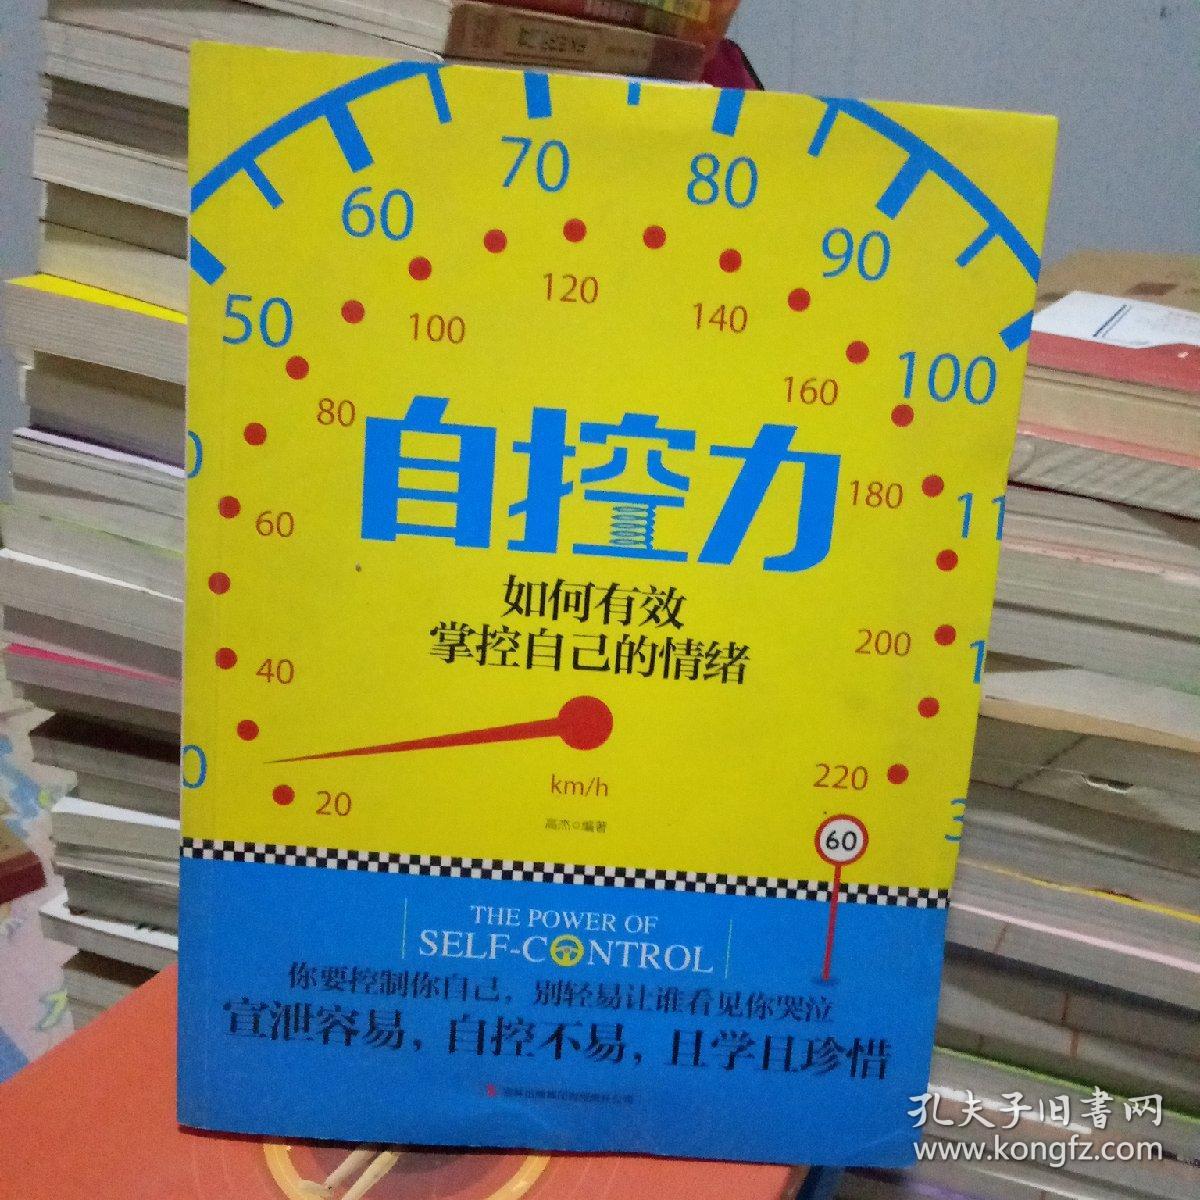 70
80
60
90
120
50
100
140
100
160
80
自控力
180
11
60
如何有效
掌控自己的情绪
200
40
0
km/h
220
20
高杰◎编著
60
THE POWER OF
SELF-CONTROL
你要控制你自己，别轻易让谁看见你哭泣
宣泄容易，自控不易，且学且珍惜
孔夫子旧书网
www.kongfz.com